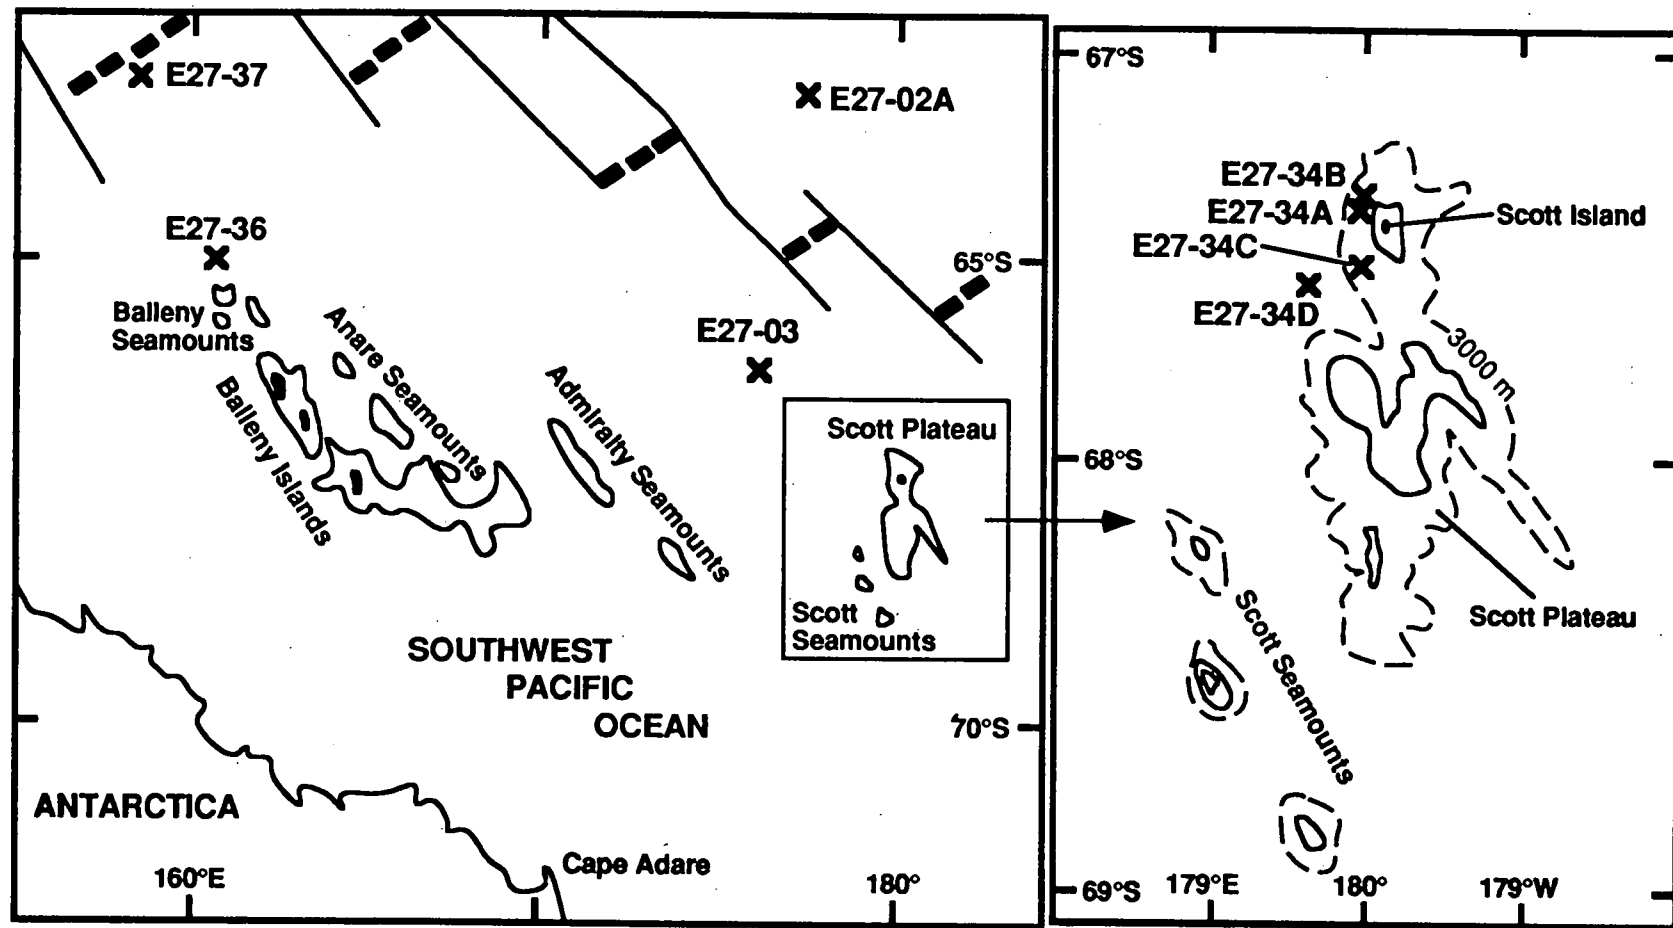 E27-37
E27-02A
E27-36
65°S
Balleny
Seamounts
Anare Seamounts
E27-03
Balleny Islands
Admiralty Seamounts
Scott Plateau
Scott
Seamounts
SOUTHWEST
PACIFIC
OCEAN
70°S
ANTARCTICA
Cape Adare
160°E
180°
67°S
E27-34B
E27-34A
Scott Island
E27-34C
E27-34D
3000 m
68°S
Scott Plateau
Scott Seamounts
69°S
179°E
180°
179°W